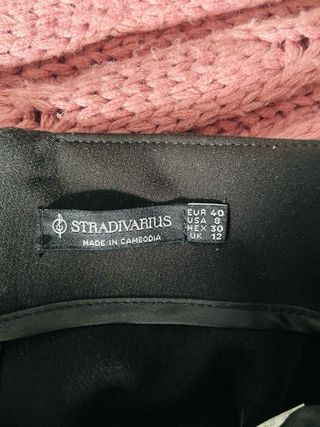 STRADIVARIUS
MADE IN CAMBODIA
EUR 40
USA 8
MEX 30
UK 12